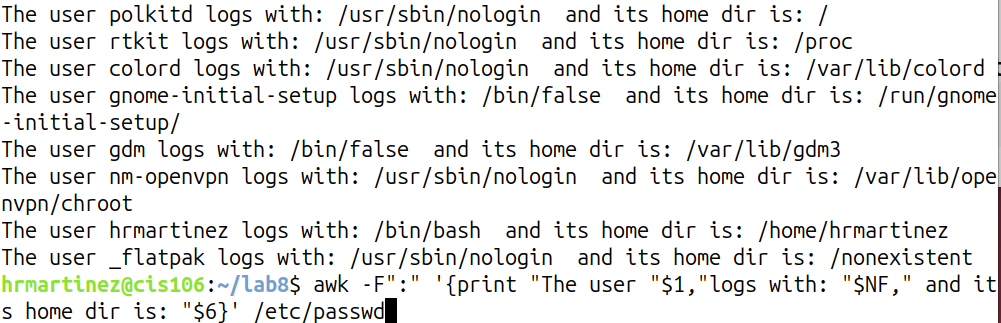 The user polkitd logs with: /usr/sbin/nologin  and its home dir is: /
The user rtkit logs with: /usr/sbin/nologin  and its home dir is: /proc
The user colord logs with: /usr/sbin/nologin  and its home dir is: /var/lib/colord
The user gnome-initial-setup logs with: /bin/false  and its home dir is: /run/gnome
-initial-setup/
The user gdm logs with: /bin/false  and its home dir is: /var/lib/gdm3
The user nm-openvpn logs with: /usr/sbin/nologin  and its home dir is: /var/lib/ope
nvpn/chroot
The user hrmartinez logs with: /bin/bash  and its home dir is: /home/hrmartinez
The user _flatpak logs with: /usr/sbin/nologin  and its home dir is: /nonexistent
hrmartinez@cis106:~/lab8$ awk -F":" '{print "The user "$1,"logs with: "$NF," and it
s home dir is: "$6}' /etc/passwd